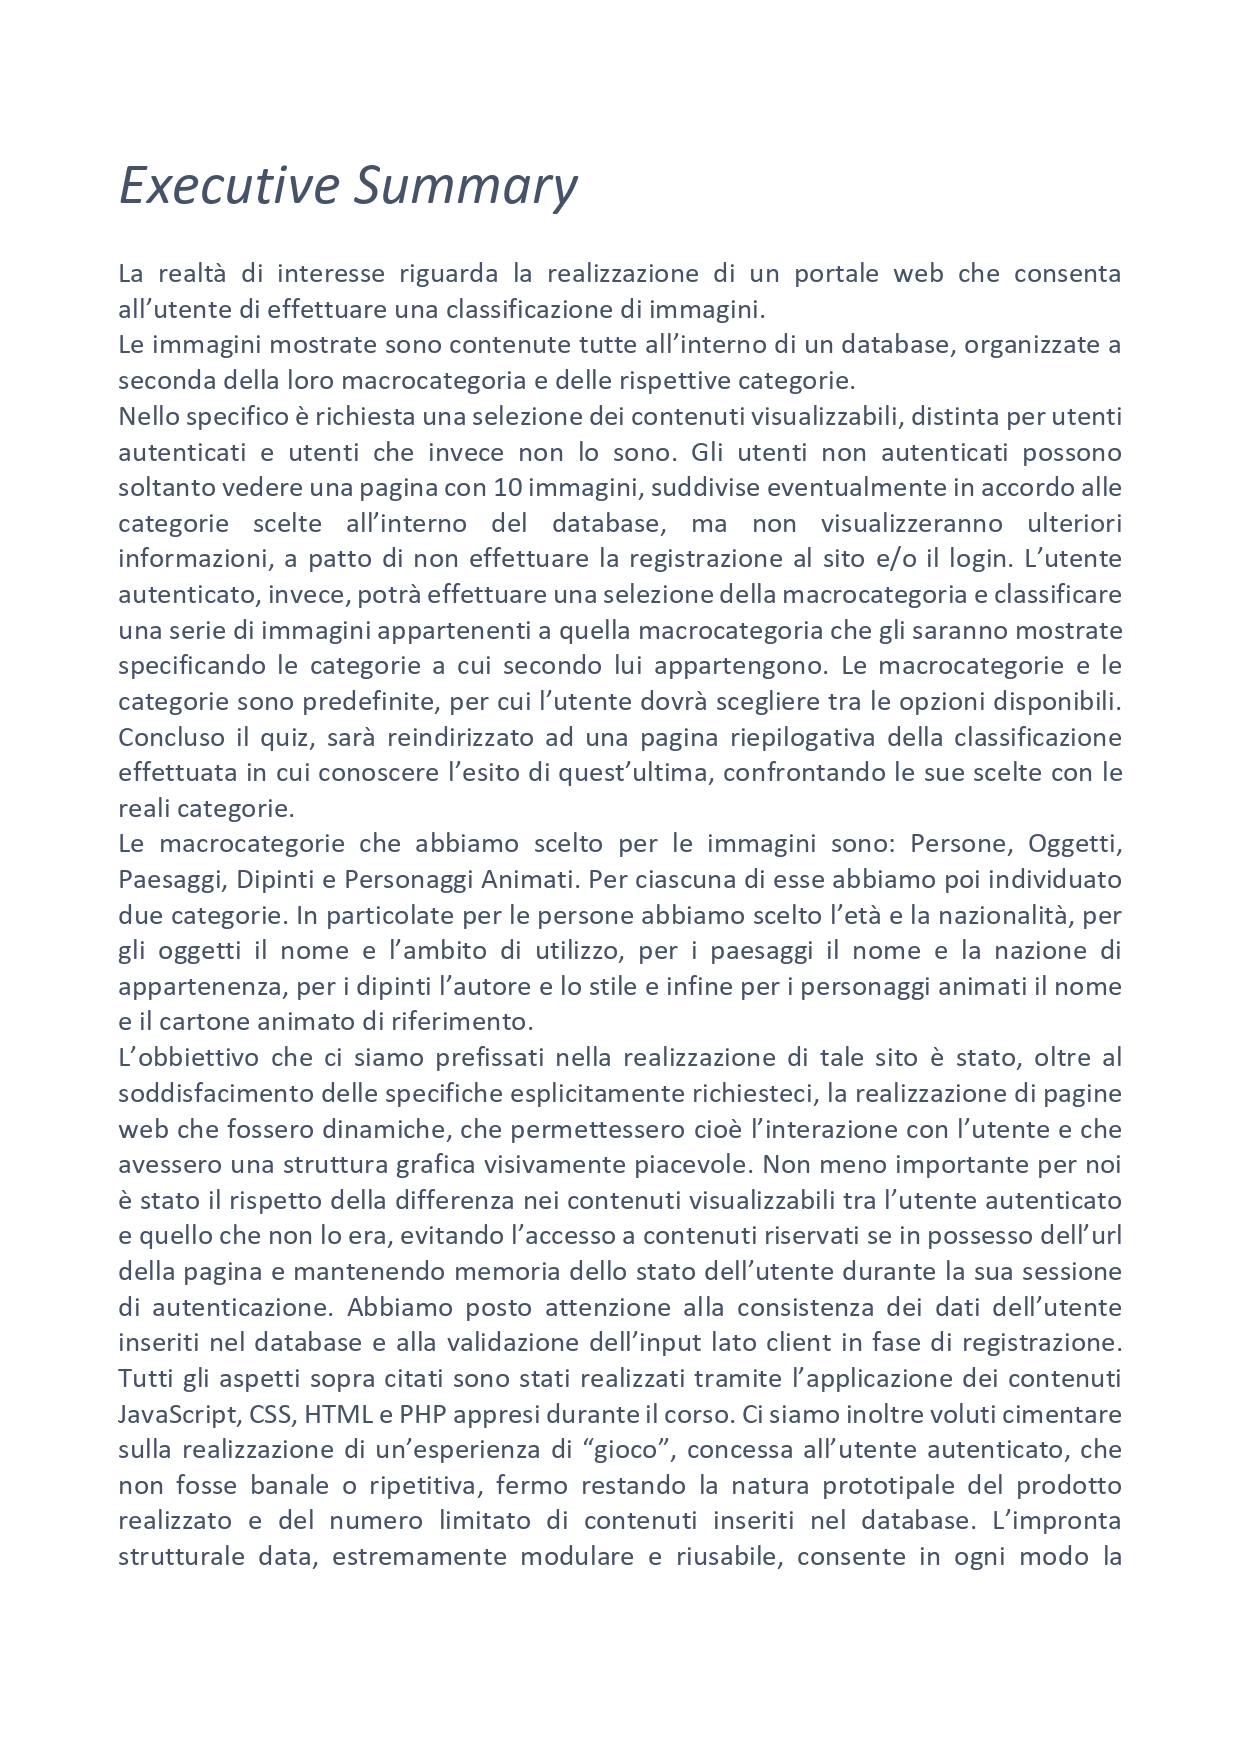 Executive Summary
La realtà di interesse riguarda la realizzazione di un portale web che consenta
all’utente di effettuare una classificazione di immagini.
Le immagini mostrate sono contenute tutte all’interno di un database, organizzate a
seconda della loro macrocategoria e delle rispettive categorie.
Nello specifico è richiesta una selezione dei contenuti visualizzabili, distinta per utenti
autenticati e utenti che invece non lo sono. Gli utenti non autenticati possono
soltanto vedere una pagina con 10 immagini, suddivise eventualmente in accordo alle
categorie scelte all’interno del database, ma non visualizzeranno ulteriori
informazioni, a patto di non effettuare la registrazione al sito e/o il login. L’utente
autenticato, invece, potrà effettuare una selezione della macrocategoria e classificare
una serie di immagini appartenenti a quella macrocategoria che gli saranno mostrate
specificando le categorie a cui secondo lui appartengono. Le macrocategorie e le
categorie sono predefinite, per cui l’utente dovrà scegliere tra le opzioni disponibili.
Concluso il quiz, sarà reindirizzato ad una pagina riepilogativa della classificazione
effettuata in cui conoscere l’esito di quest’ultima, confrontando le sue scelte con le
reali categorie.
Le macrocategorie che abbiamo scelto per le immagini sono: Persone, Oggetti,
Paesaggi, Dipinti e Personaggi Animati. Per ciascuna di esse abbiamo poi individuato
due categorie. In particolate per le persone abbiamo scelto l’età e la nazionalità, per
gli oggetti il nome e l’ambito di utilizzo, per i paesaggi il nome e la nazione di
appartenenza, per i dipinti l’autore e lo stile e infine per i personaggi animati il nome
e il cartone animato di riferimento.
L’obbiettivo che ci siamo prefissati nella realizzazione di tale sito è stato, oltre al
soddisfacimento delle specifiche esplicitamente richiesteci, la realizzazione di pagine
web che fossero dinamiche, che permettessero cioè l’interazione con l’utente e che
avessero una struttura grafica visivamente piacevole. Non meno importante per noi
è stato il rispetto della differenza nei contenuti visualizzabili tra l’utente autenticato
e quello che non lo era, evitando l’accesso a contenuti riservati se in possesso dell’url
della pagina e mantenendo memoria dello stato dell’utente durante la sua sessione
di autenticazione. Abbiamo posto attenzione alla consistenza dei dati dell’utente
inseriti nel database e alla validazione dell’input lato client in fase di registrazione.
Tutti gli aspetti sopra citati sono stati realizzati tramite l’applicazione dei contenuti
JavaScript, CSS, HTML e PHP appresi durante il corso. Ci siamo inoltre voluti cimentare
sulla realizzazione di un’esperienza di “gioco”, concessa all’utente autenticato, che
non fosse banale o ripetitiva, fermo restando la natura prototipale del prodotto
realizzato e del numero limitato di contenuti inseriti nel database. L’impronta
strutturale data, estremamente modulare e riusabile, consente in ogni modo la